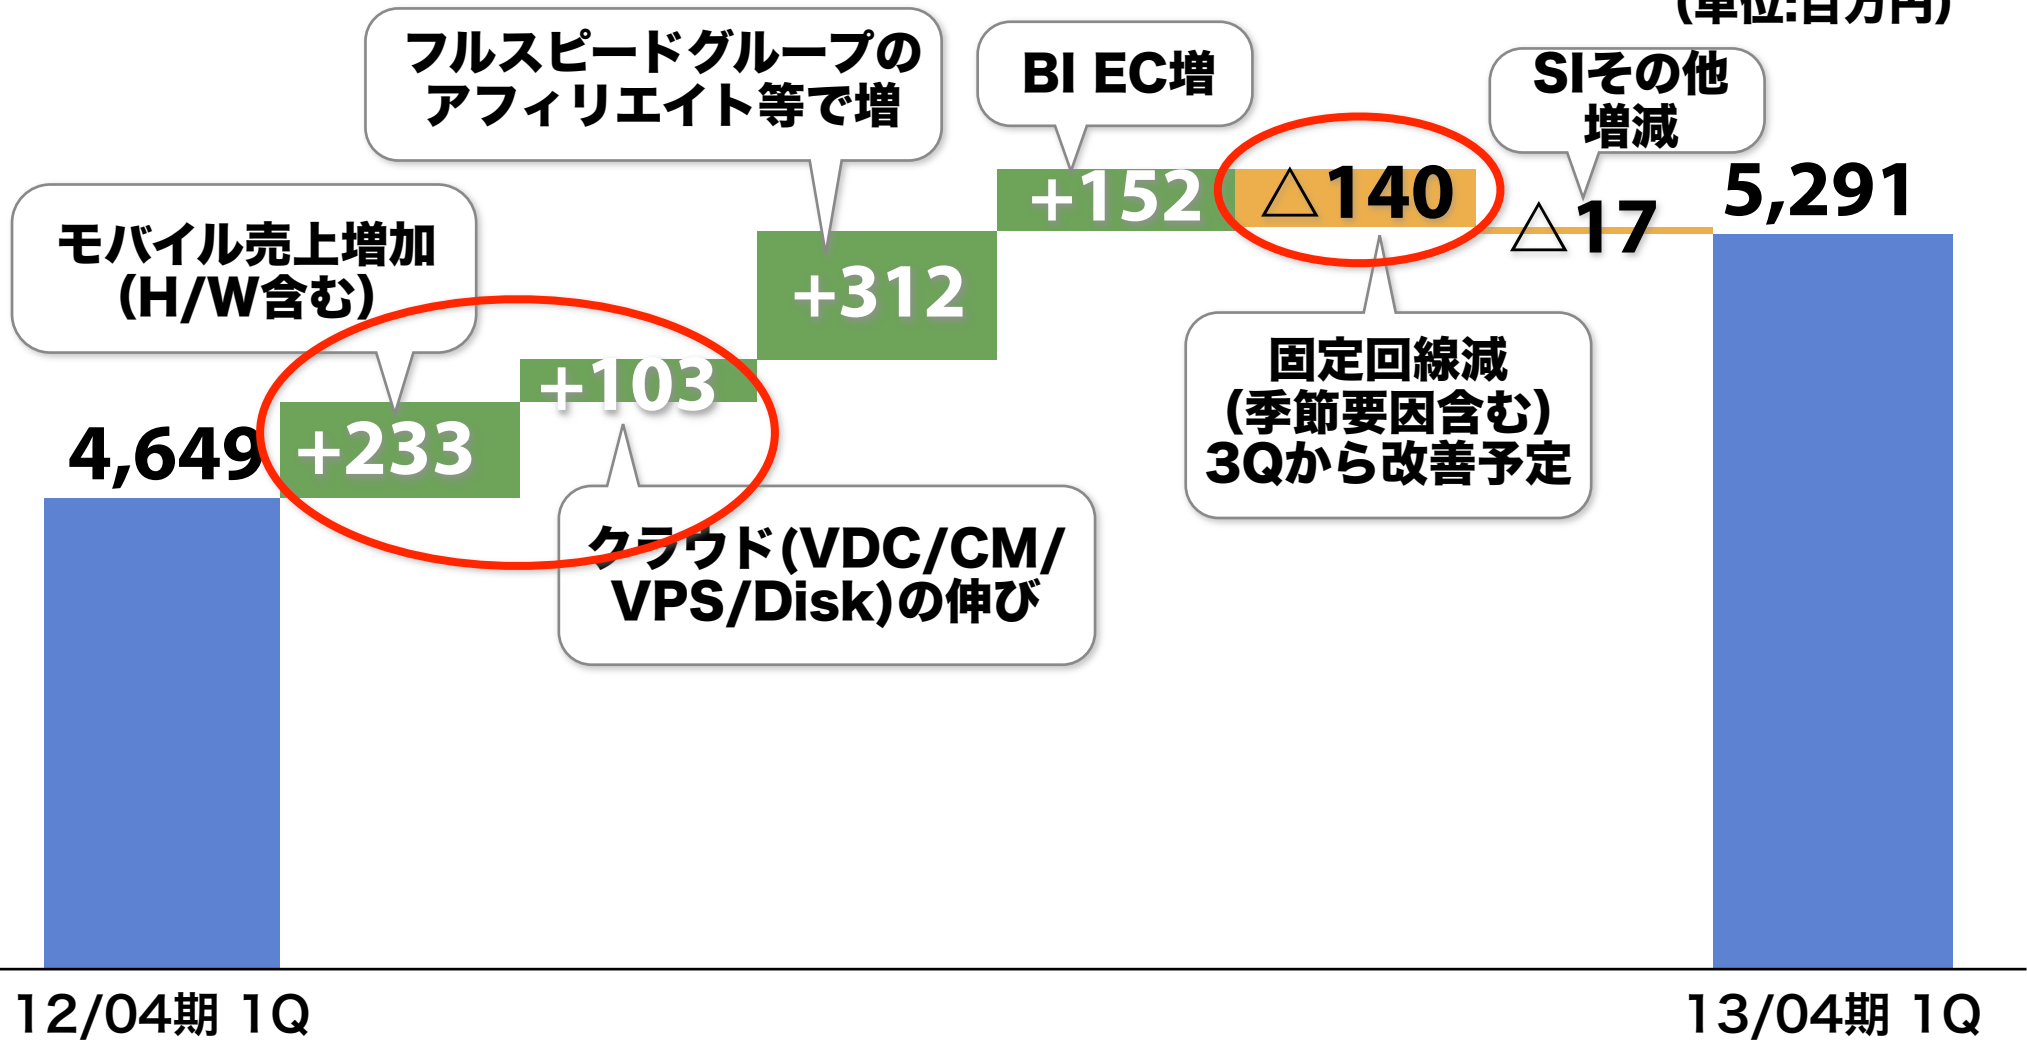 (単位:百万円)
フルスピードグループの
アフィリエイト等で増
BI EC増
SIその他
増減
モバイル売上増加
(H/W含む)
4,649
+233
+103
+312
+152
△140
△17
5,291
クラウド(VDC/CM/
VPS/Disk)の伸び
固定回線減
(季節要因含む)
3Qから改善予定
12/04期 1Q
13/04期 1Q